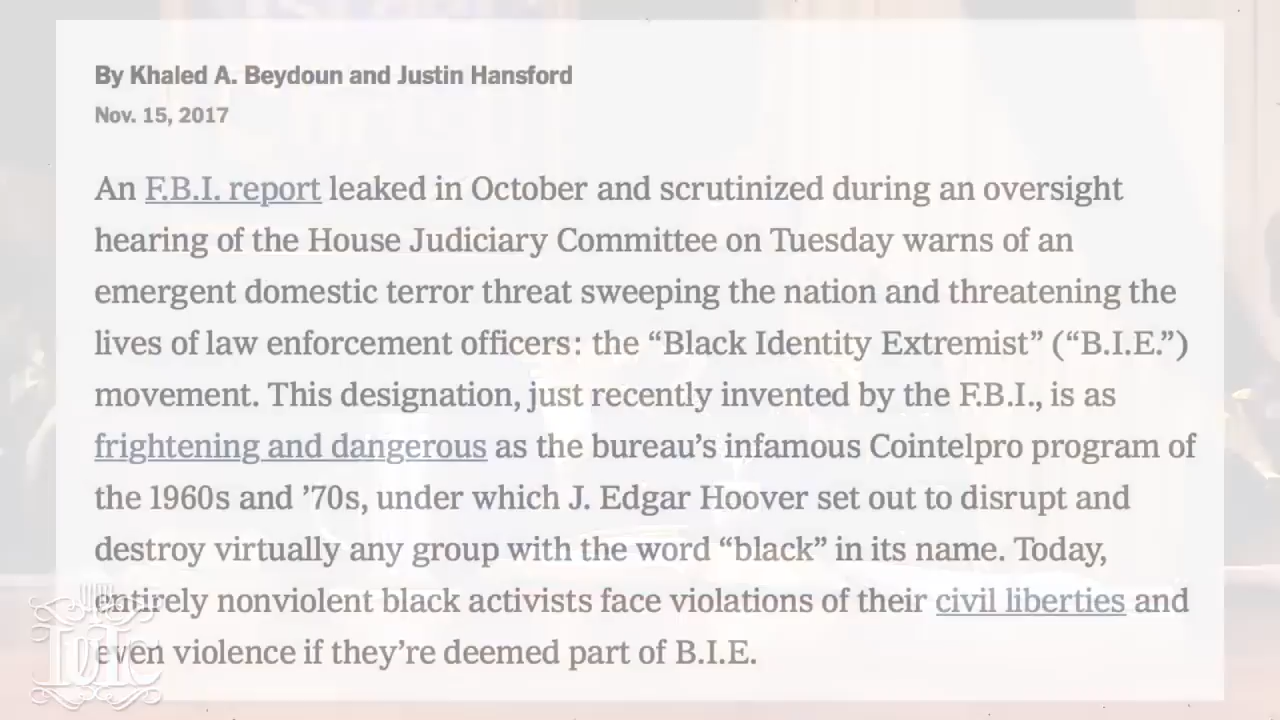 By Khaled A. Beydoun and Justin Hansford
Nov. 15, 2017
An F.B.I. report leaked in October and scrutinized during an oversight
hearing of the House Judiciary Committee on Tuesday warns of an
emergent domestic terror threat sweeping the nation and threatening the
lives of law enforcement officers: the “Black Identity Extremist” (“B.I.E.”)
movement. This designation, just recently invented by the F.B.I., is as
frightening and dangerous as the bureau’s infamous Cointelpro program of
the 1960s and ’70s, under which J. Edgar Hoover set out to disrupt and
destroy virtually any group with the word “black” in its name. Today,
entirely nonviolent black activists face violations of their civil liberties and
even violence if they’re deemed part of B.I.E.